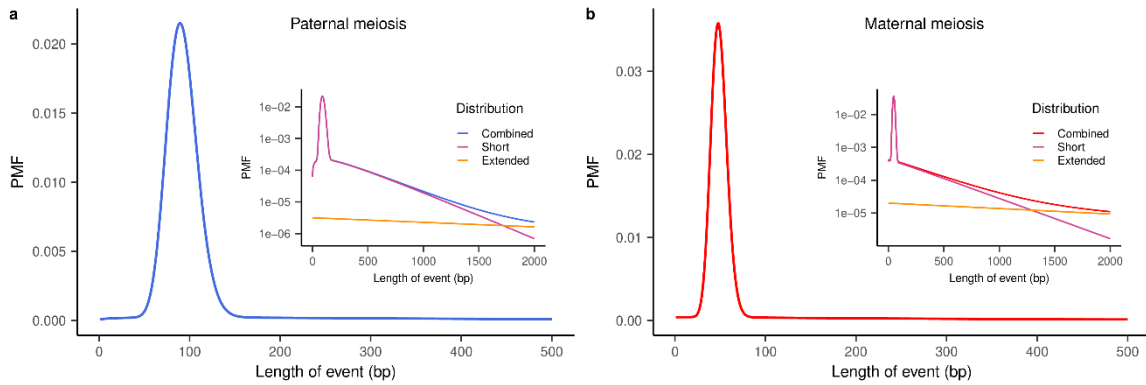 a
Paternal meiosis
PMF
0.020
0.015
0.010
0.005
0.000
0
100
200
300
400
500
Length of event (bp)
PMF
1e−02
1e−03
1e−04
1e−05
1e−06
0
500
1000
1500
2000
Length of event (bp)
Distribution
Combined
Short
Extended
b
Maternal meiosis
PMF
0.03
0.02
0.01
0.00
0
100
200
300
400
500
Length of event (bp)
PMF
1e−02
1e−03
1e−04
1e−05
0
500
1000
1500
2000
Length of event (bp)
Distribution
Combined
Short
Extended